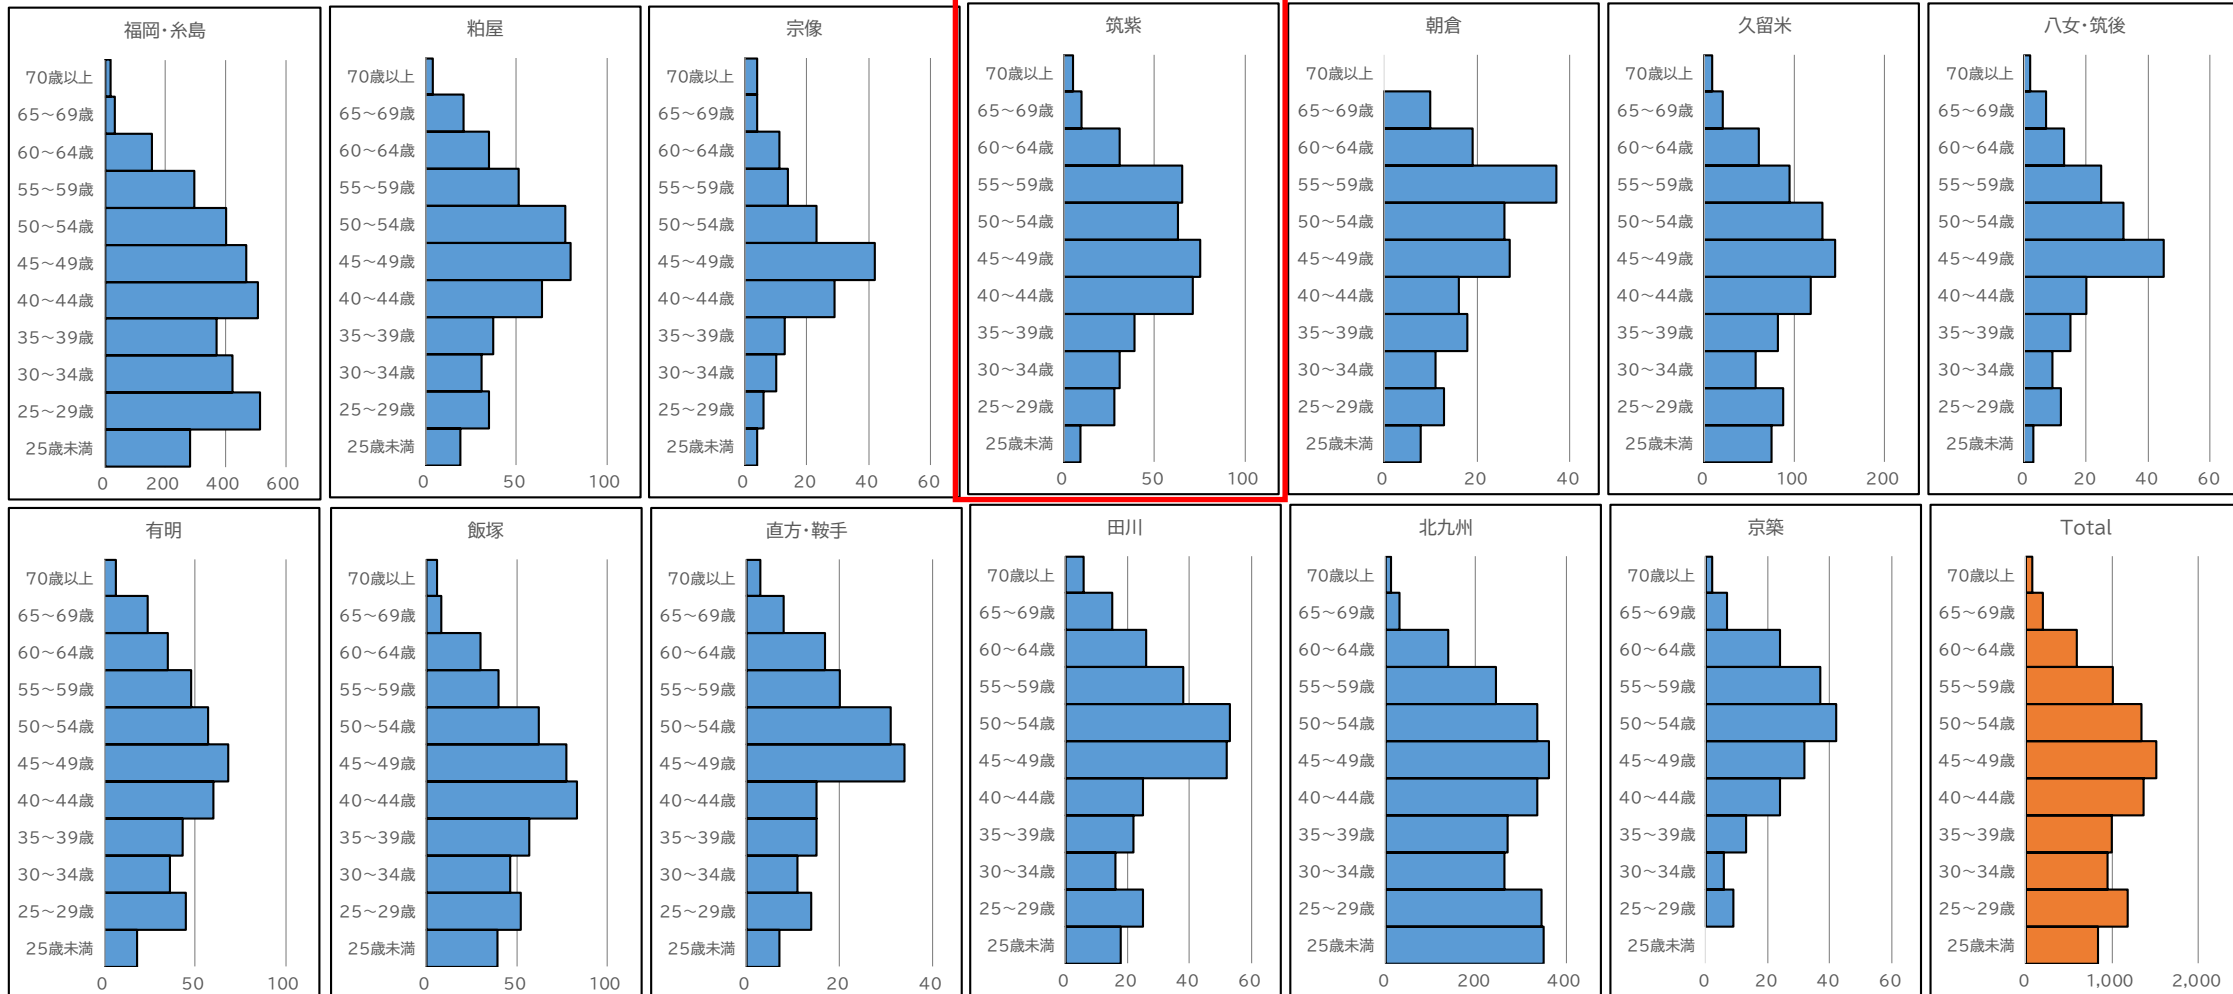 福岡・糸島
70歳以上
65～69歳
60～64歳
55～59歳
50～54歳
45～49歳
40～44歳
35～39歳
30～34歳
25～29歳
25歳未満
0 200 400 600
粕屋
70歳以上
65～69歳
60～64歳
55～59歳
50～54歳
45～49歳
40～44歳
35～39歳
30～34歳
25～29歳
25歳未満
0 50 100
宗像
70歳以上
65～69歳
60～64歳
55～59歳
50～54歳
45～49歳
40～44歳
35～39歳
30～34歳
25～29歳
25歳未満
0 20 40 60
筑紫
70歳以上
65～69歳
60～64歳
55～59歳
50～54歳
45～49歳
40～44歳
35～39歳
30～34歳
25～29歳
25歳未満
0 50 100
朝倉
70歳以上
65～69歳
60～64歳
55～59歳
50～54歳
45～49歳
40～44歳
35～39歳
30～34歳
25～29歳
25歳未満
0 20 40
久留米
70歳以上
65～69歳
60～64歳
55～59歳
50～54歳
45～49歳
40～44歳
35～39歳
30～34歳
25～29歳
25歳未満
0 100 200
八女・筑後
70歳以上
65～69歳
60～64歳
55～59歳
50～54歳
45～49歳
40～44歳
35～39歳
30～34歳
25～29歳
25歳未満
0 20 40 60
有明
70歳以上
65～69歳
60～64歳
55～59歳
50～54歳
45～49歳
40～44歳
35～39歳
30～34歳
25～29歳
25歳未満
0 50 100
飯塚
70歳以上
65～69歳
60～64歳
55～59歳
50～54歳
45～49歳
40～44歳
35～39歳
30～34歳
25～29歳
25歳未満
0 50 100
直方・鞍手
70歳以上
65～69歳
60～64歳
55～59歳
50～54歳
45～49歳
40～44歳
35～39歳
30～34歳
25～29歳
25歳未満
0 20 40
田川
70歳以上
65～69歳
60～64歳
55～59歳
50～54歳
45～49歳
40～44歳
35～39歳
30～34歳
25～29歳
25歳未満
0 20 40 60
北九州
70歳以上
65～69歳
60～64歳
55～59歳
50～54歳
45～49歳
40～44歳
35～39歳
30～34歳
25～29歳
25歳未満
0 200 400
京築
70歳以上
65～69歳
60～64歳
55～59歳
50～54歳
45～49歳
40～44歳
35～39歳
30～34歳
25～29歳
25歳未満
0 20 40 60
Total
70歳以上
65～69歳
60～64歳
55～59歳
50～54歳
45～49歳
40～44歳
35～39歳
30～34歳
25～29歳
25歳未満
0 1,000 2,000